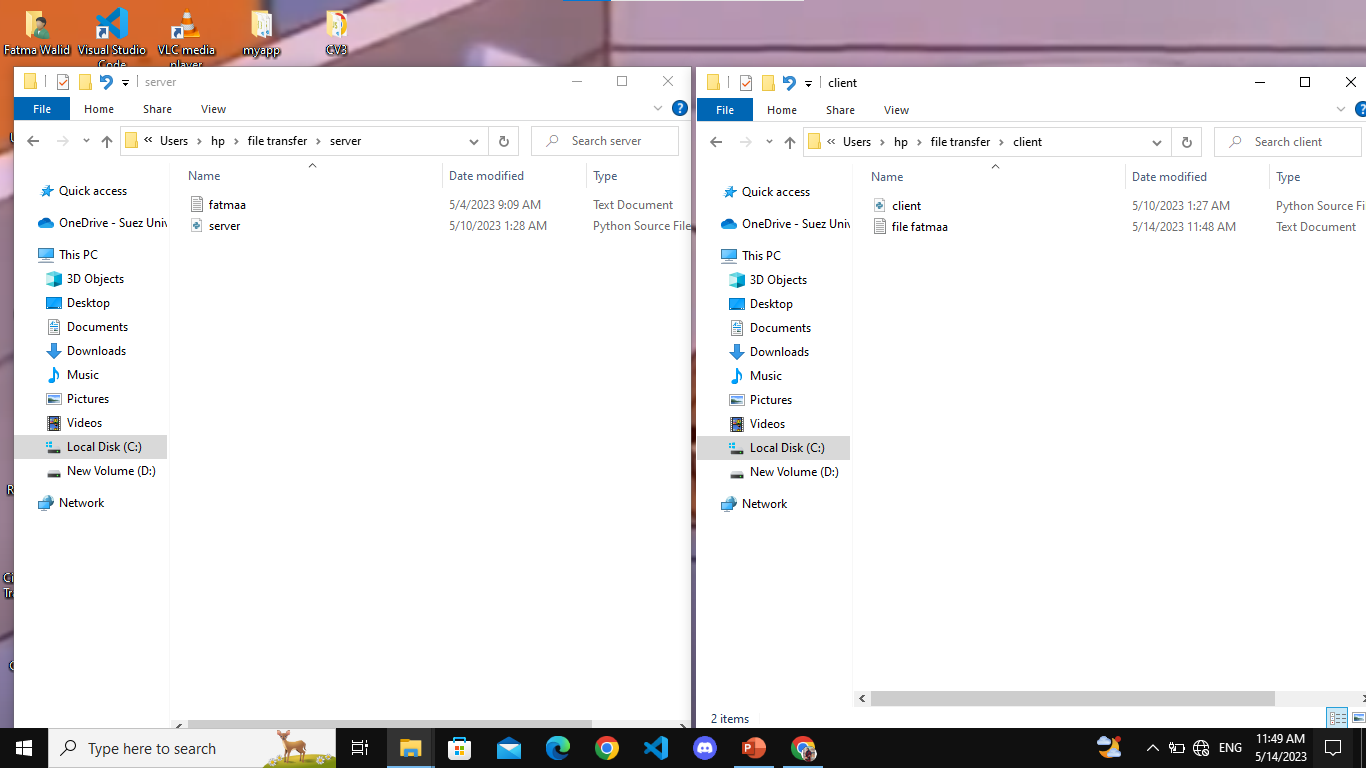 Fatma Walid
Visual Studio Code
VLC media player
myapp
CV3
server
File Home Share View
« Users › hp › file transfer › server
Search server
Name Date modified Type
fatmaa 5/4/2023 9:09 AM Text Document
server 5/10/2023 1:28 AM Python Source File
Quick access
OneDrive - Suez Univ
This PC
3D Objects
Desktop
Documents
Downloads
Music
Pictures
Videos
Local Disk (C:)
New Volume (D:)
Network
client
File Home Share View
« Users › hp › file transfer › client
Search client
Name Date modified Type
client 5/10/2023 1:27 AM Python Source Fi
file fatmaa 5/14/2023 11:48 AM Text Document
Quick access
OneDrive - Suez Univ
This PC
3D Objects
Desktop
Documents
Downloads
Music
Pictures
Videos
Local Disk (C:)
New Volume (D:)
Network
2 items
Type here to search
ENG
11:49 AM
5/14/2023